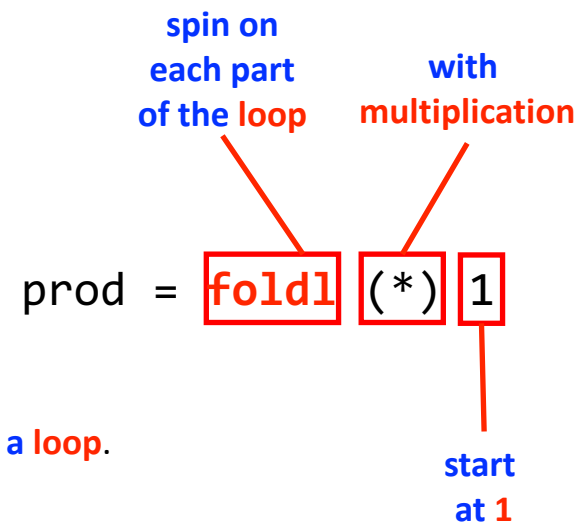 spin on
each part
of the loop
with
multiplication
prod = foldl (*) 1
a loop.
start
at 1